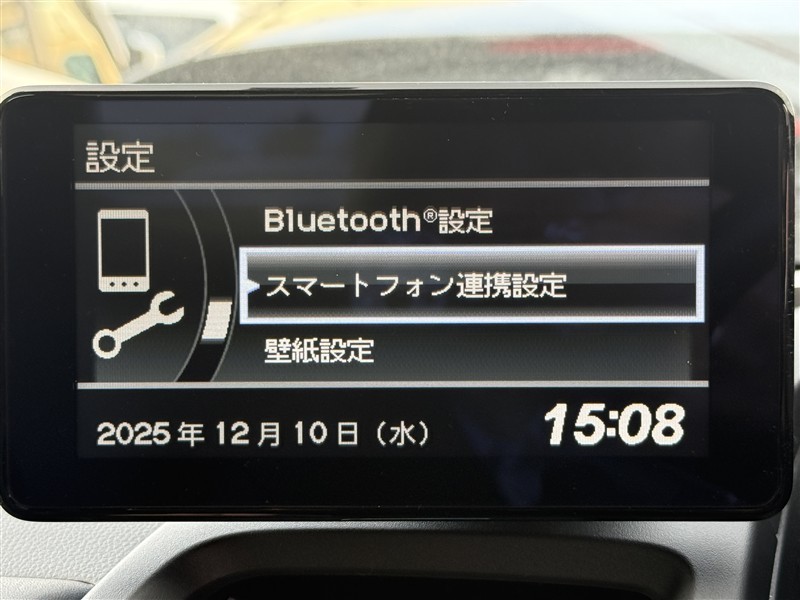 設定
Bluetooth®設定
スマートフォン連携設定
壁紙設定
2025年12月10日（水）
15:08